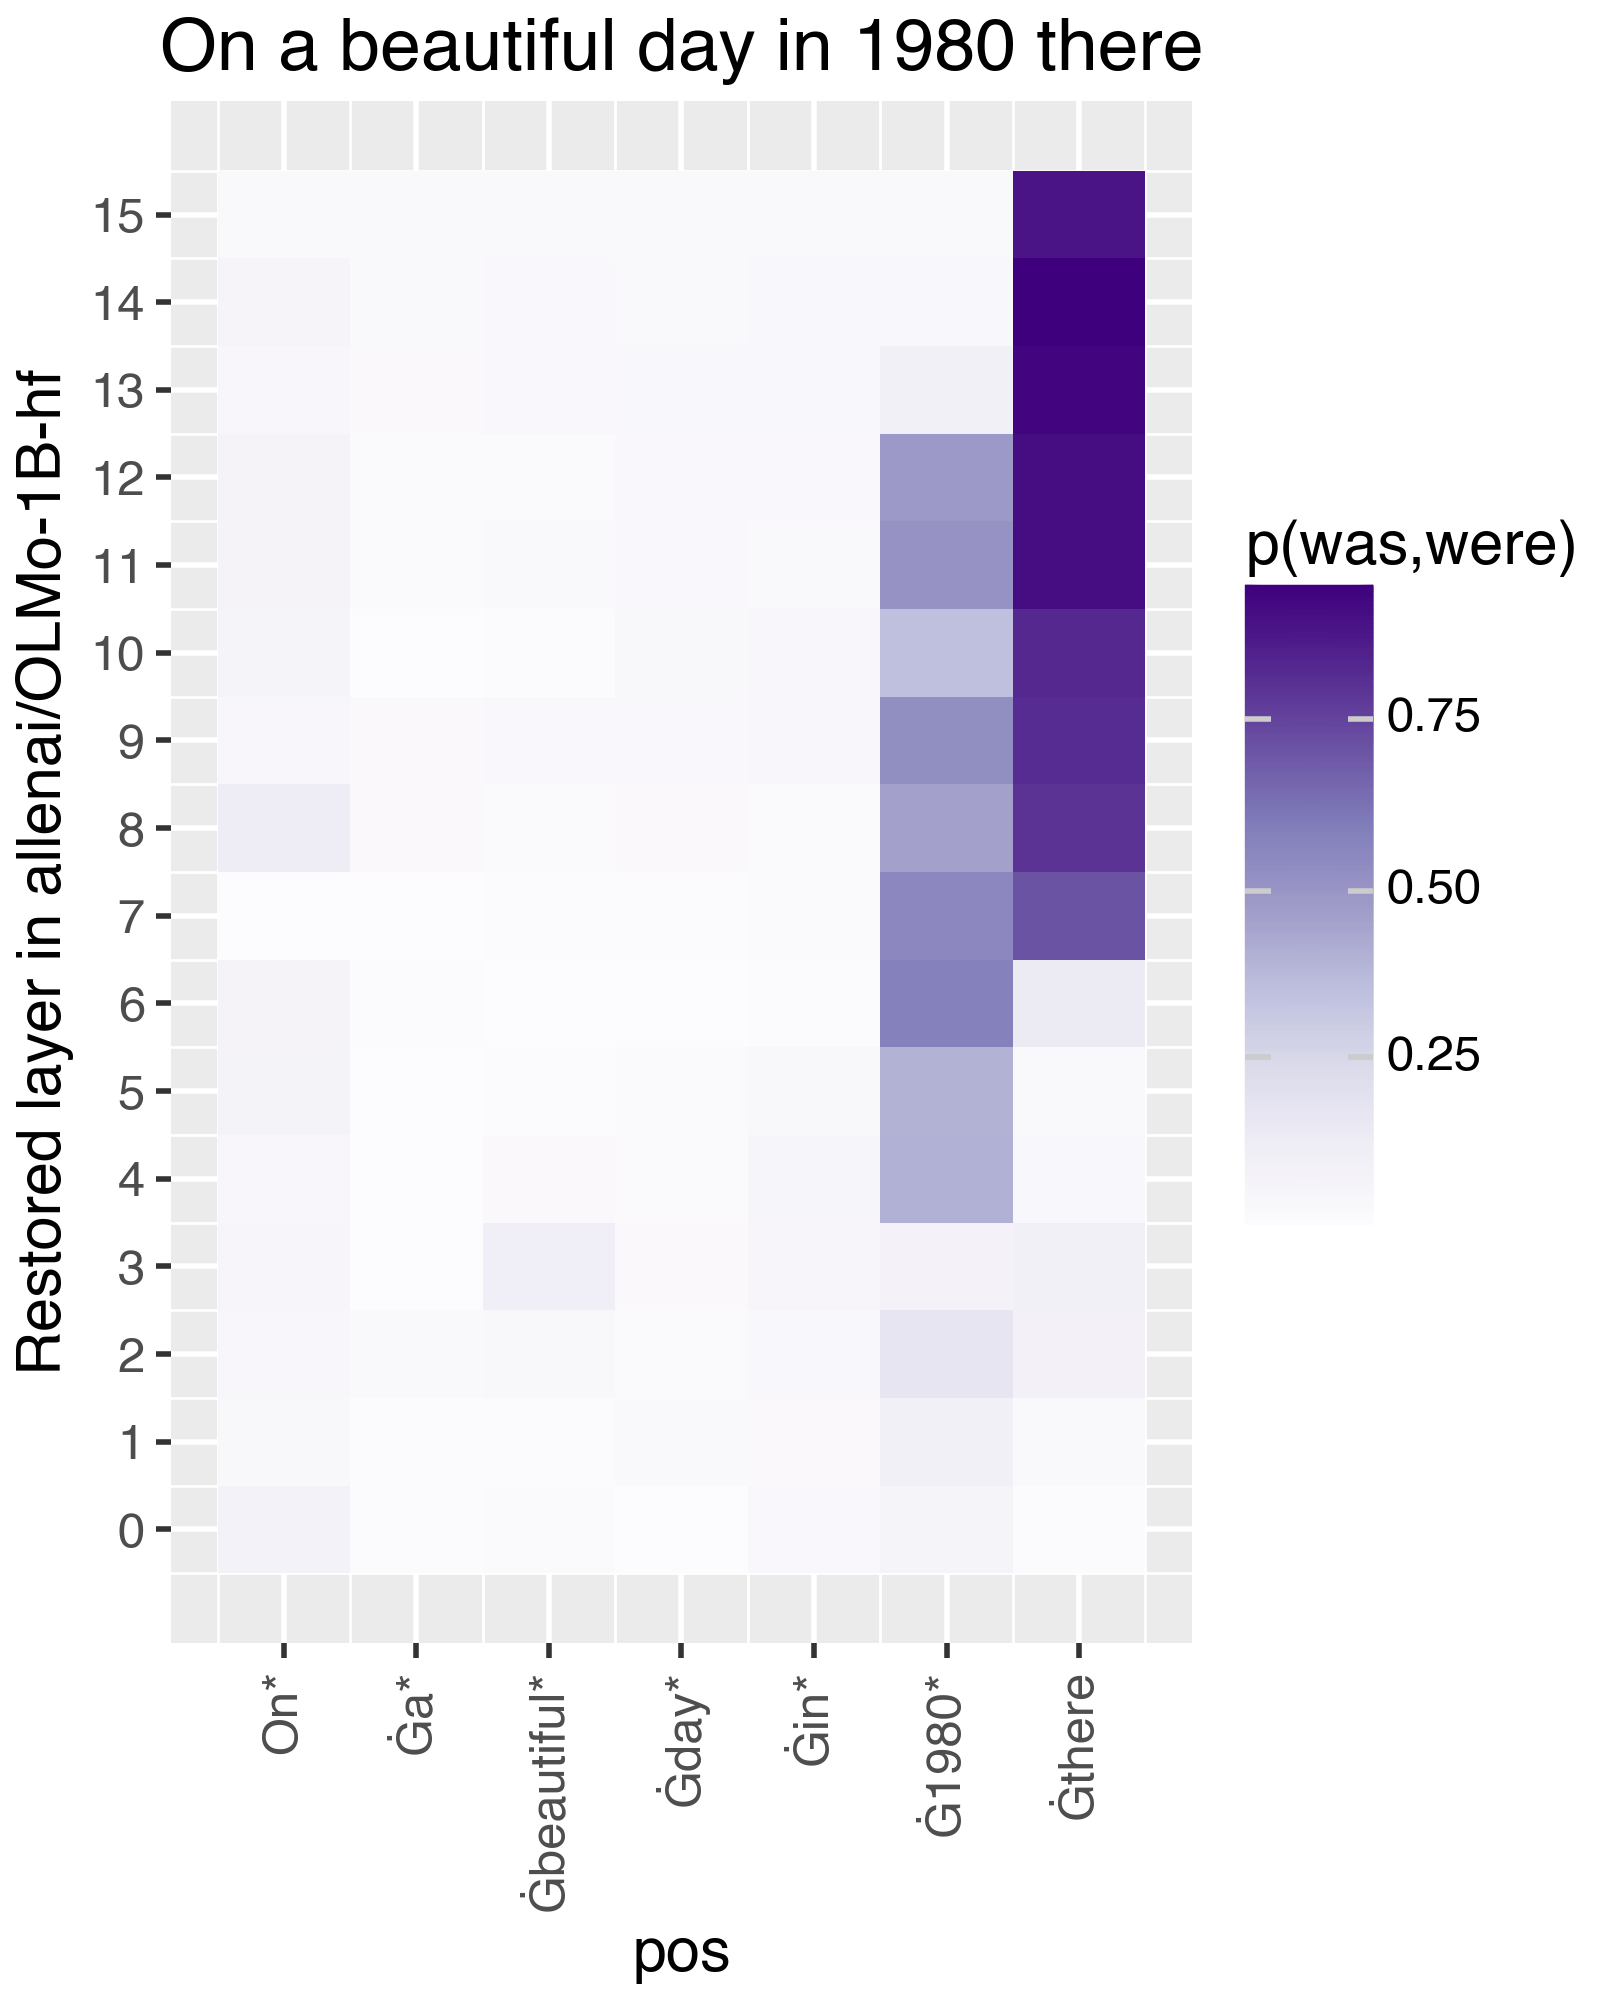 On a beautiful day in 1980 there
Restored layer in allenai/OLMo-1B-hf
15
14
13
12
11
10
9
8
7
6
5
4
3
2
1
0
On*
Ġa*
Ġbeautiful*
Ġday*
Ġin*
Ġ1980*
Ġthere
pos
p(was,were)
0.75
0.50
0.25